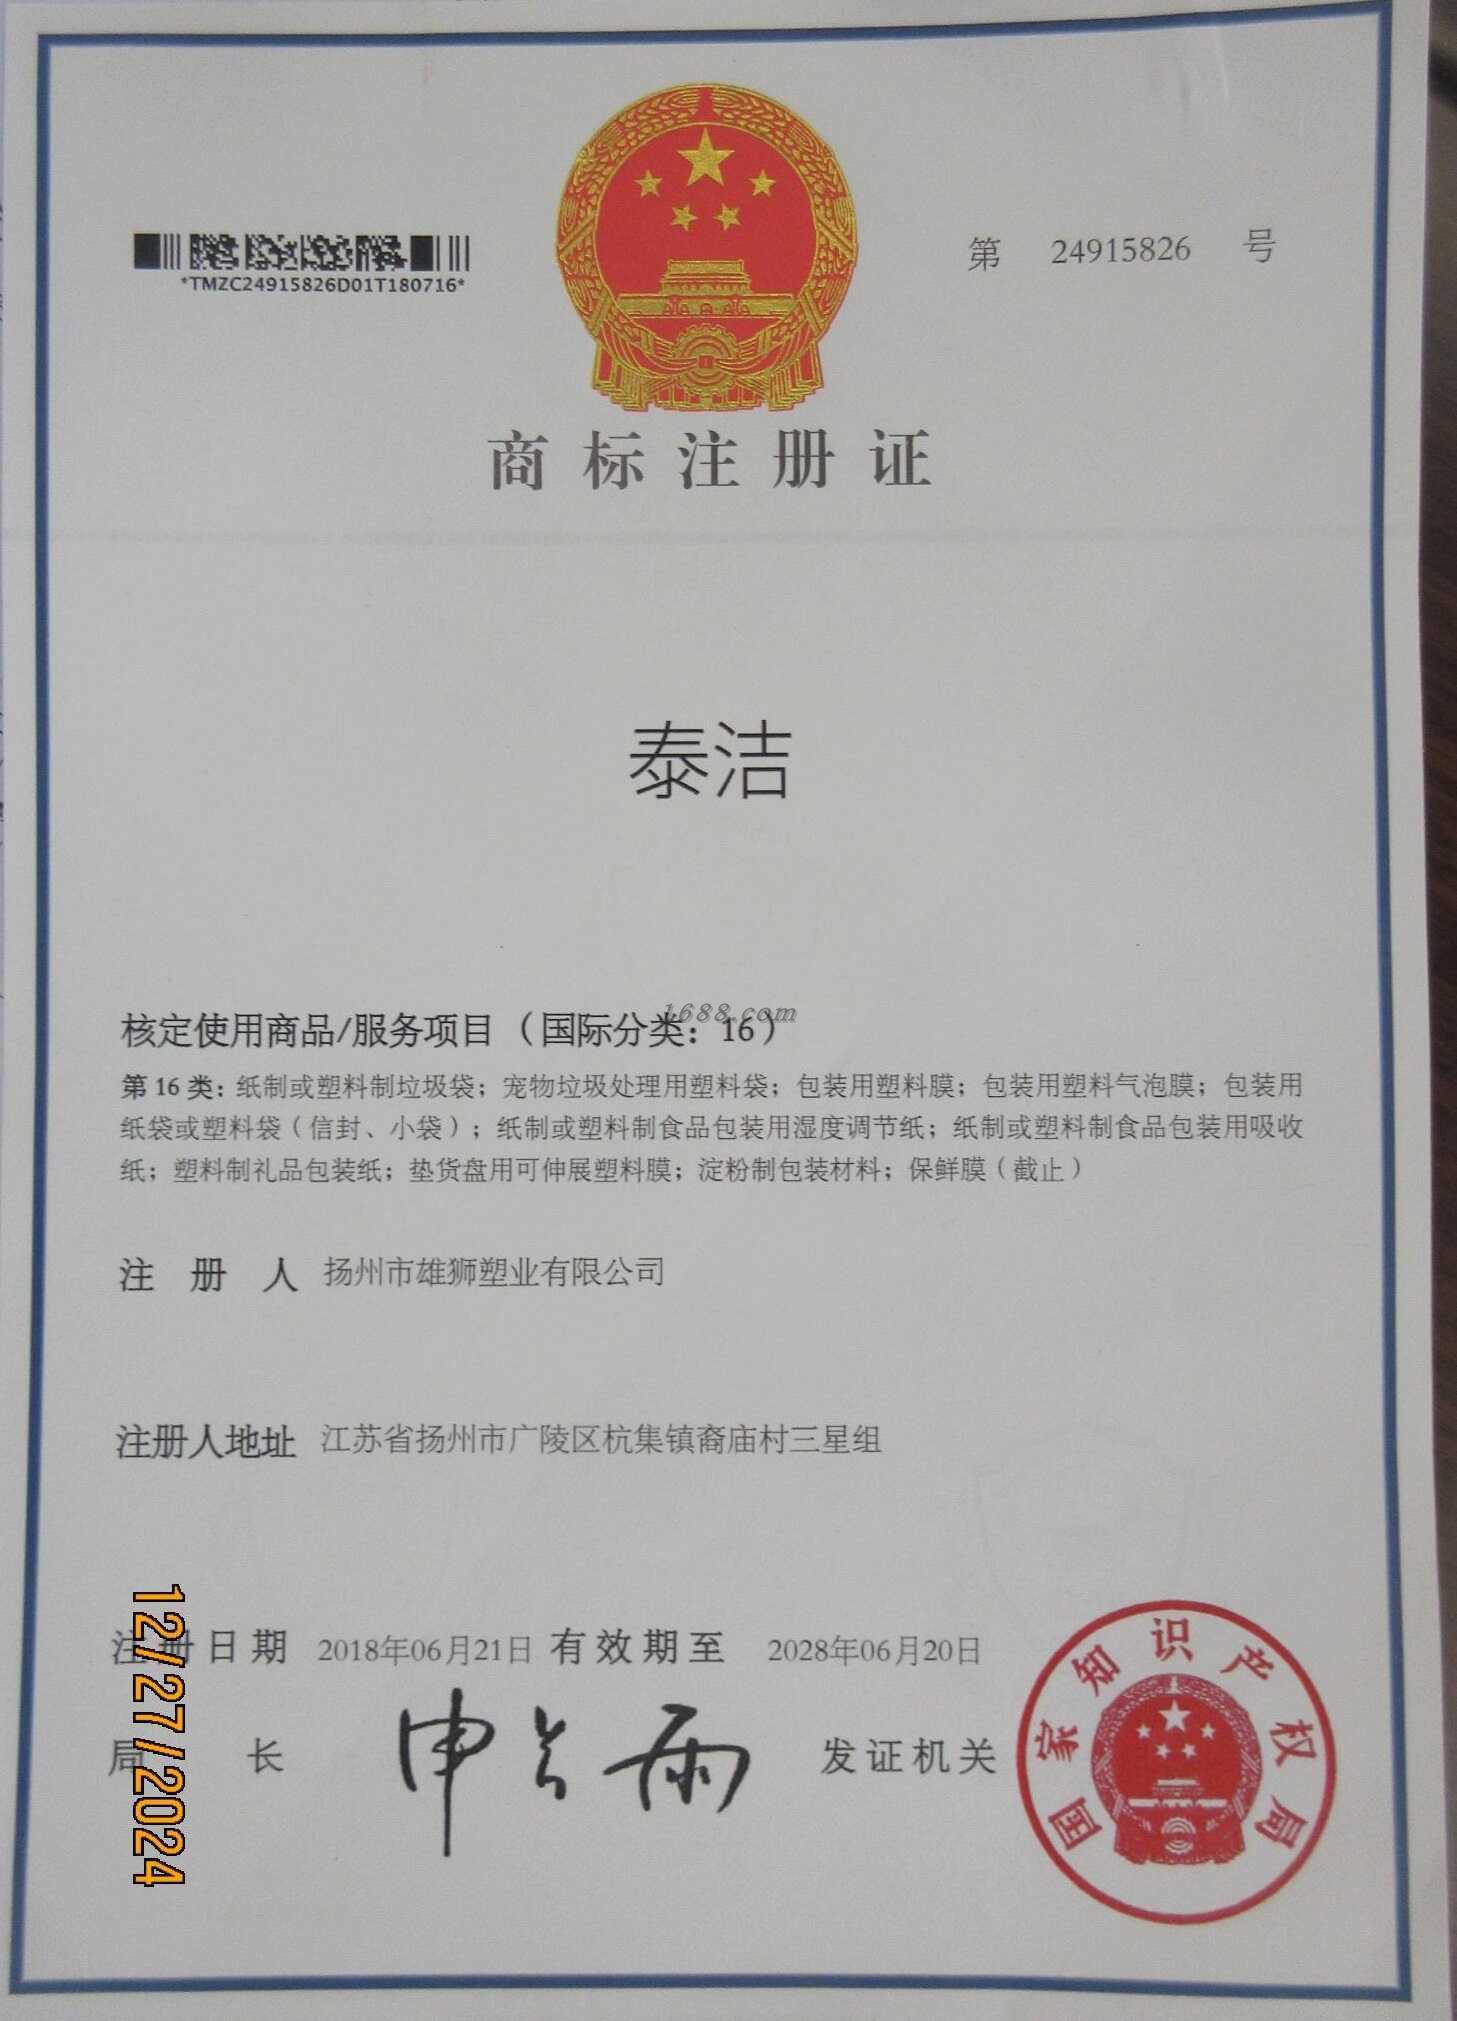 *TMZC24915826D01T180716*
第 24915826 号
商标注册证
泰洁
1688.com
核定使用商品/服务项目（国际分类：16）
第 16 类：纸制或塑料制垃圾袋；宠物垃圾处理用塑料袋；包装用塑料膜；包装用塑料气泡膜；包装用
纸袋或塑料袋（信封、小袋）；纸制或塑料制食品包装用湿度调节纸；纸制或塑料制食品包装用吸收
纸；塑料制礼品包装纸；垫货盘用可伸展塑料膜；淀粉制包装材料；保鲜膜（截止）
注册人 扬州市雄狮塑业有限公司
注册人地址 江苏省扬州市广陵区杭集镇裔庙村三星组
注册日期 2018年06月21日 有效期至 2028年06月20日
局长 申长雨 发证机关
国家知识产权局
12/27/2024